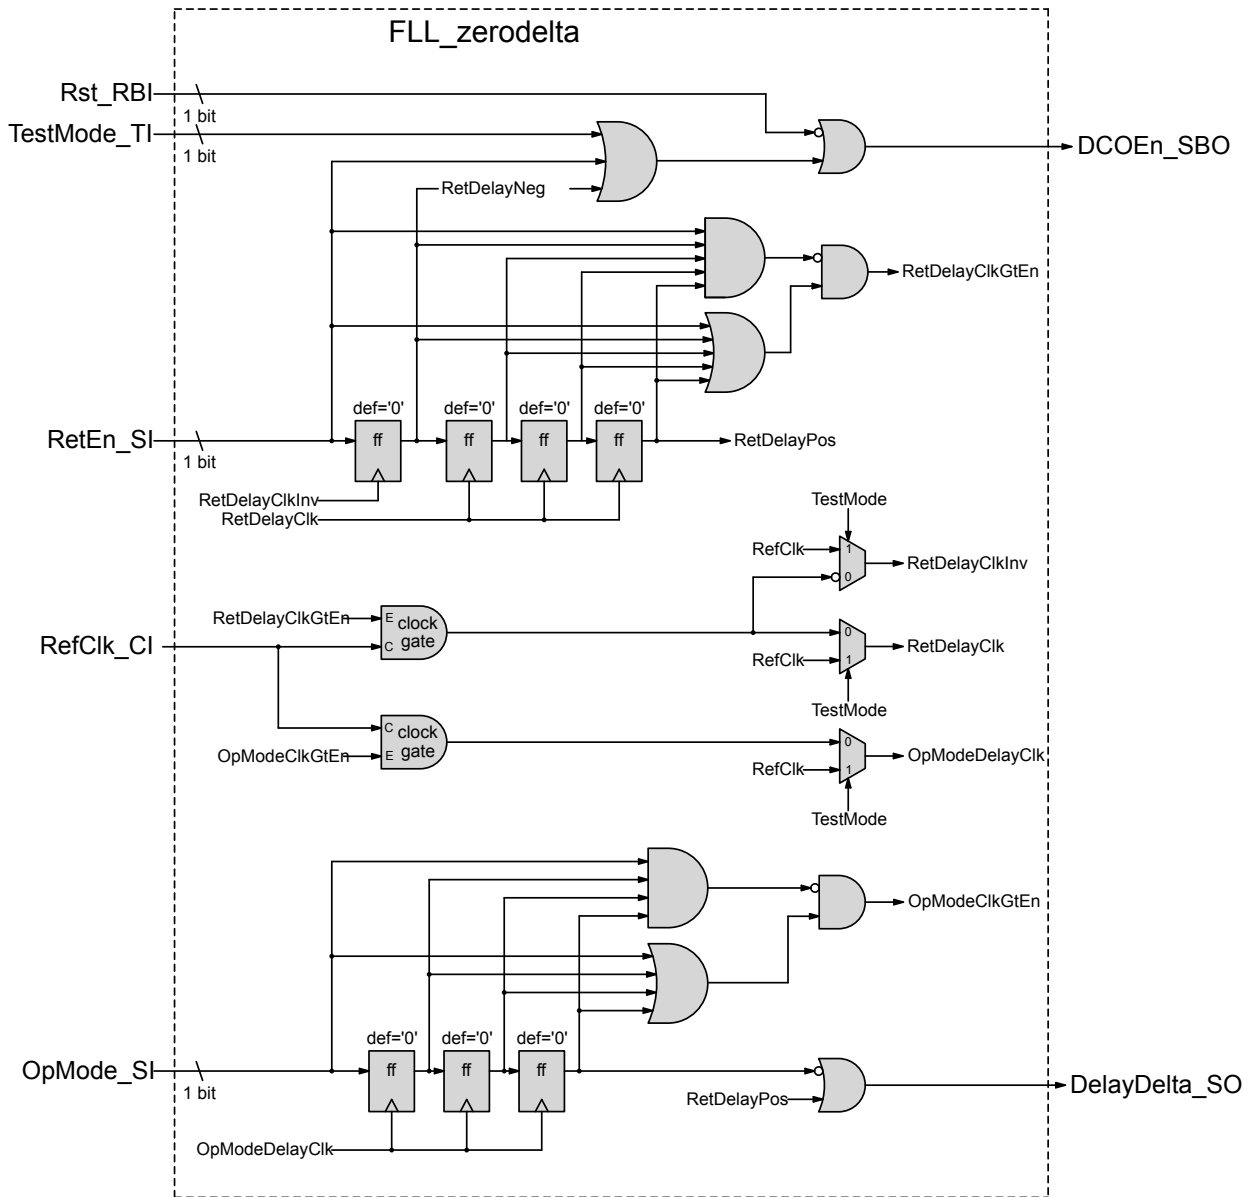 FLL_zerodelta
Rst_RBI
1 bit
TestMode_TI
1 bit
DCOEn_SBO
RetDelayNeg
RetDelayClkGtEn
def='0' def='0' def='0' def='0'
RetEn_SI
1 bit
ff ff ff ff
RetDelayPos
RetDelayClkInv
RetDelayClk
TestMode
RefClk
1
0
RetDelayClkInv
RetDelayClkGtEn
E
C
clock
gate
RefClk_CI
0
1
RefClk
RetDelayClk
TestMode
C
E
clock
gate
OpModeClkGtEn
0
1
RefClk
OpModeDelayClk
TestMode
OpModeClkGtEn
def='0' def='0' def='0'
OpMode_SI
1 bit
ff ff ff
RetDelayPos
DelayDelta_SO
OpModeDelayClk